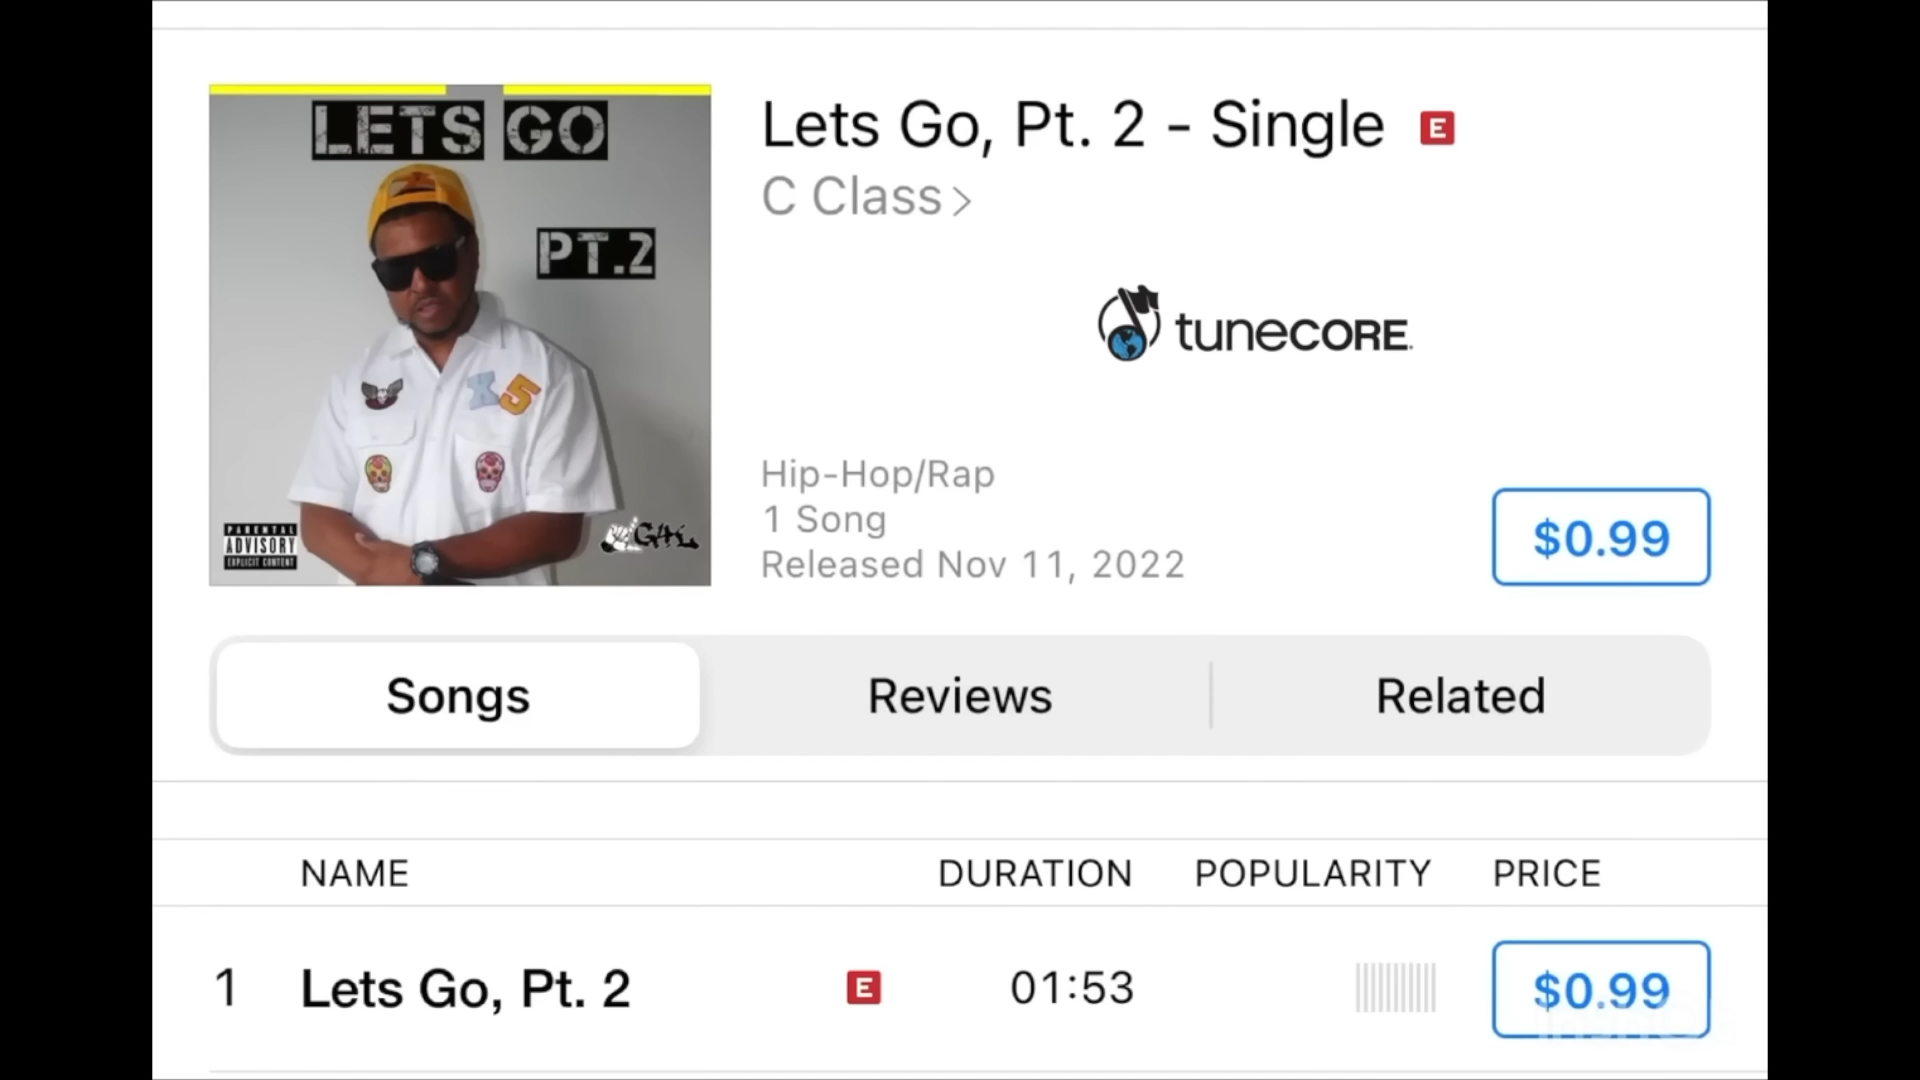 LETS GO
PT.2
X5
PARENTAL
ADVISORY
EXPLICIT CONTENT
Lets Go, Pt. 2 - Single E
C Class >
tuneCORE
Hip-Hop/Rap
1 Song
Released Nov 11, 2022
$0.99
Songs
Reviews
Related
NAME DURATION POPULARITY PRICE
1 Lets Go, Pt. 2 E 01:53 $0.99